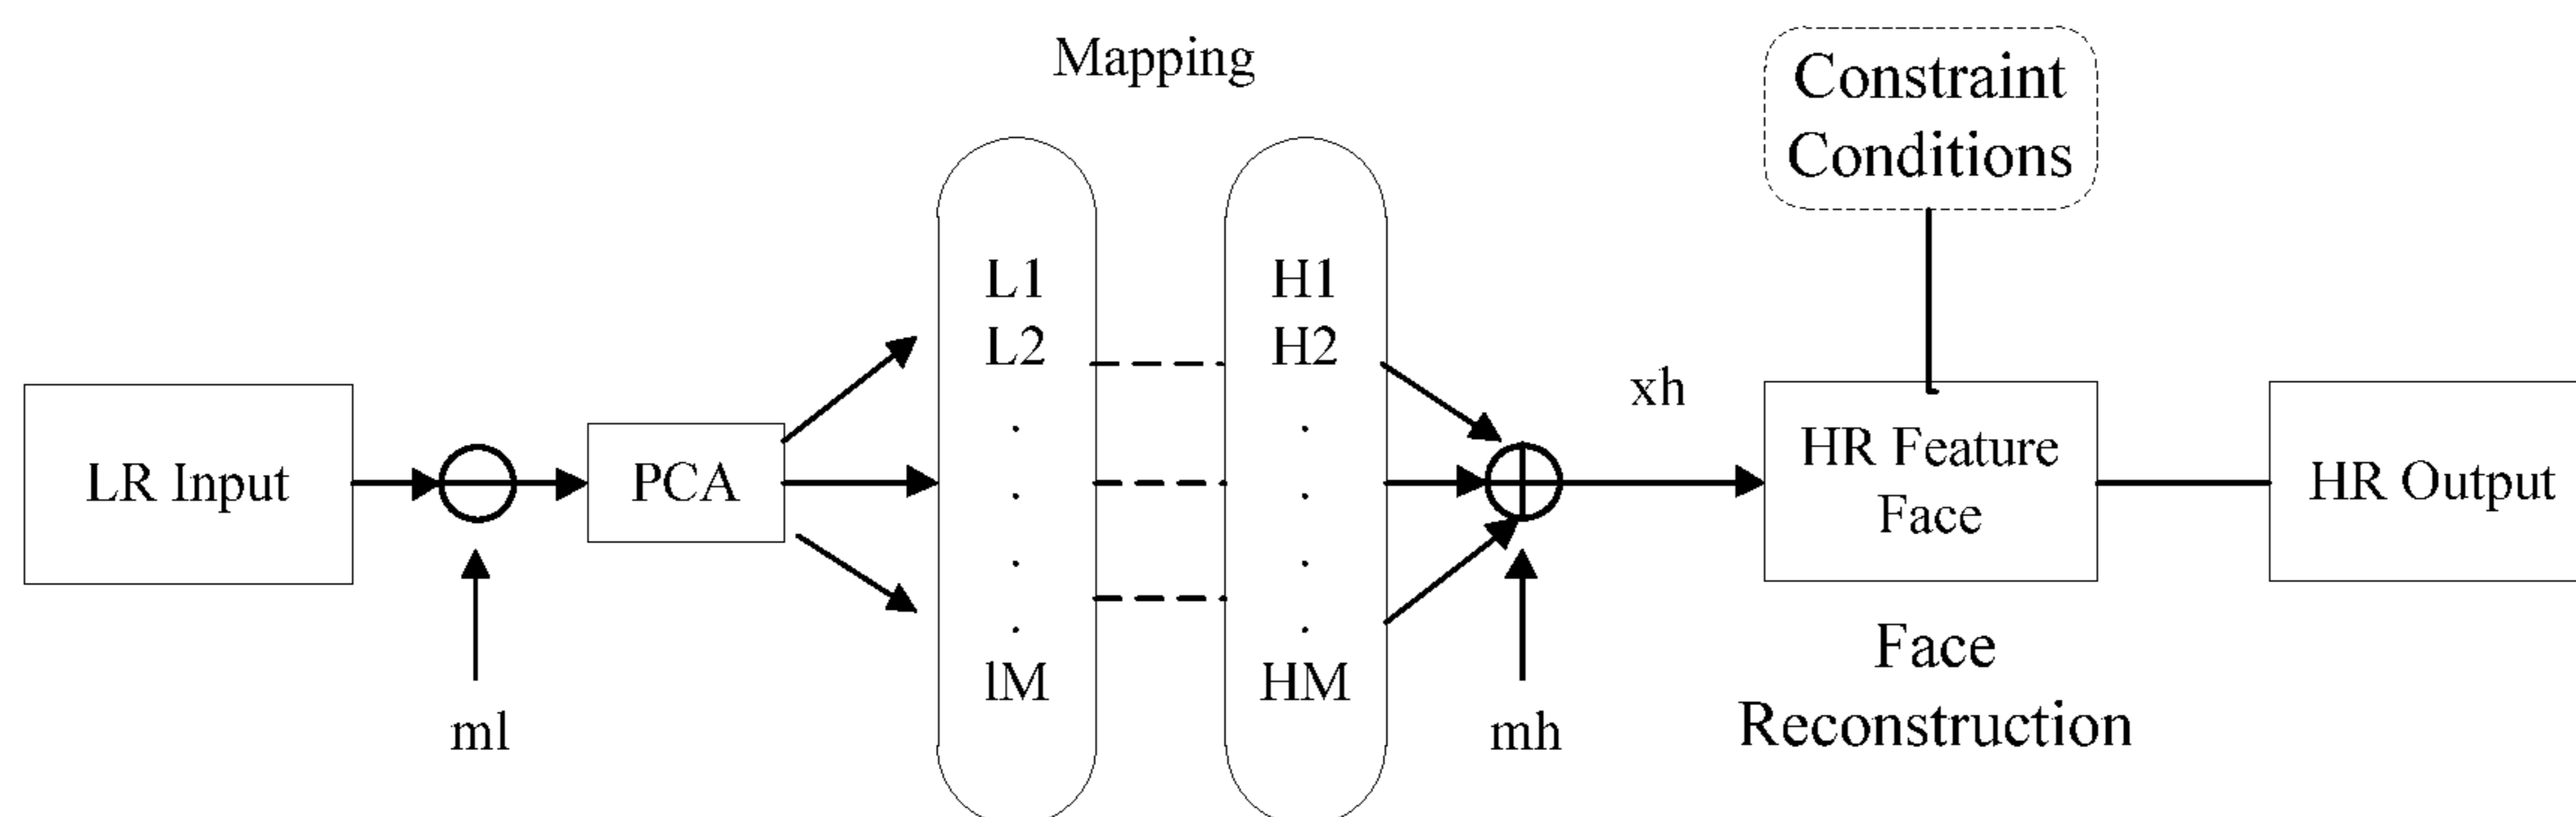 Mapping
Constraint
Conditions
L1
L2
.
.
.
.
lM
H1
H2
.
.
.
.
HM
LR Input
PCA
xh
HR Feature
Face
HR Output
ml
mh
Face
Reconstruction